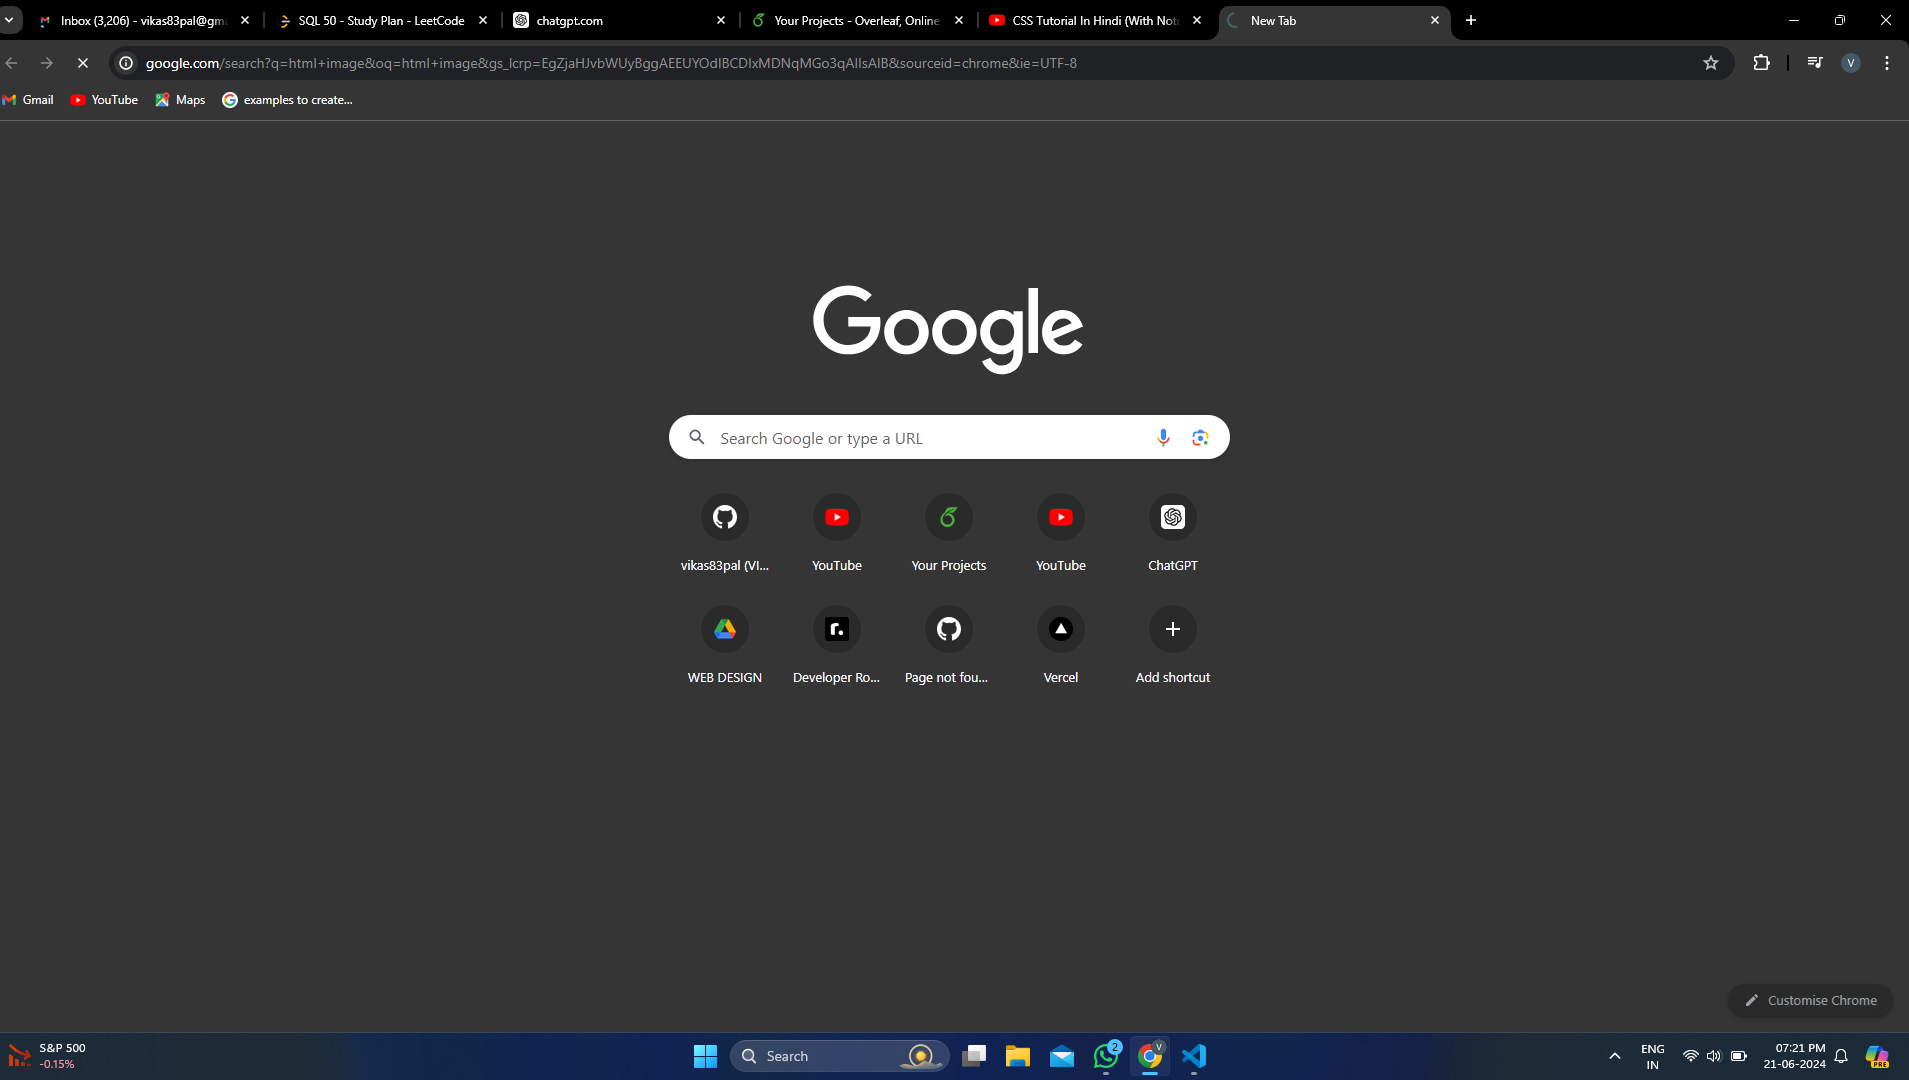 Inbox (3,206) - vikas83pal@gma
SQL 50 - Study Plan - LeetCode
chatgpt.com
Your Projects - Overleaf, Online
CSS Tutorial In Hindi (With Note
New Tab
google.com/search?q=html+image&oq=html+image&gs_lcrp=EgZjaHJvbWUyBggAEEUYOdIBCDIxMDNqMGo3qAIIsAIB&sourceid=chrome&ie=UTF-8
V
Gmail
YouTube
Maps
examples to create...
Google
Search Google or type a URL
vikas83pal (VI...
YouTube
Your Projects
YouTube
ChatGPT
WEB DESIGN
Developer Ro...
Page not fou...
Vercel
Add shortcut
Customise Chrome
S&P 500
-0.15%
Search
2
V
ENG
IN
07:21 PM
21-06-2024
PRE